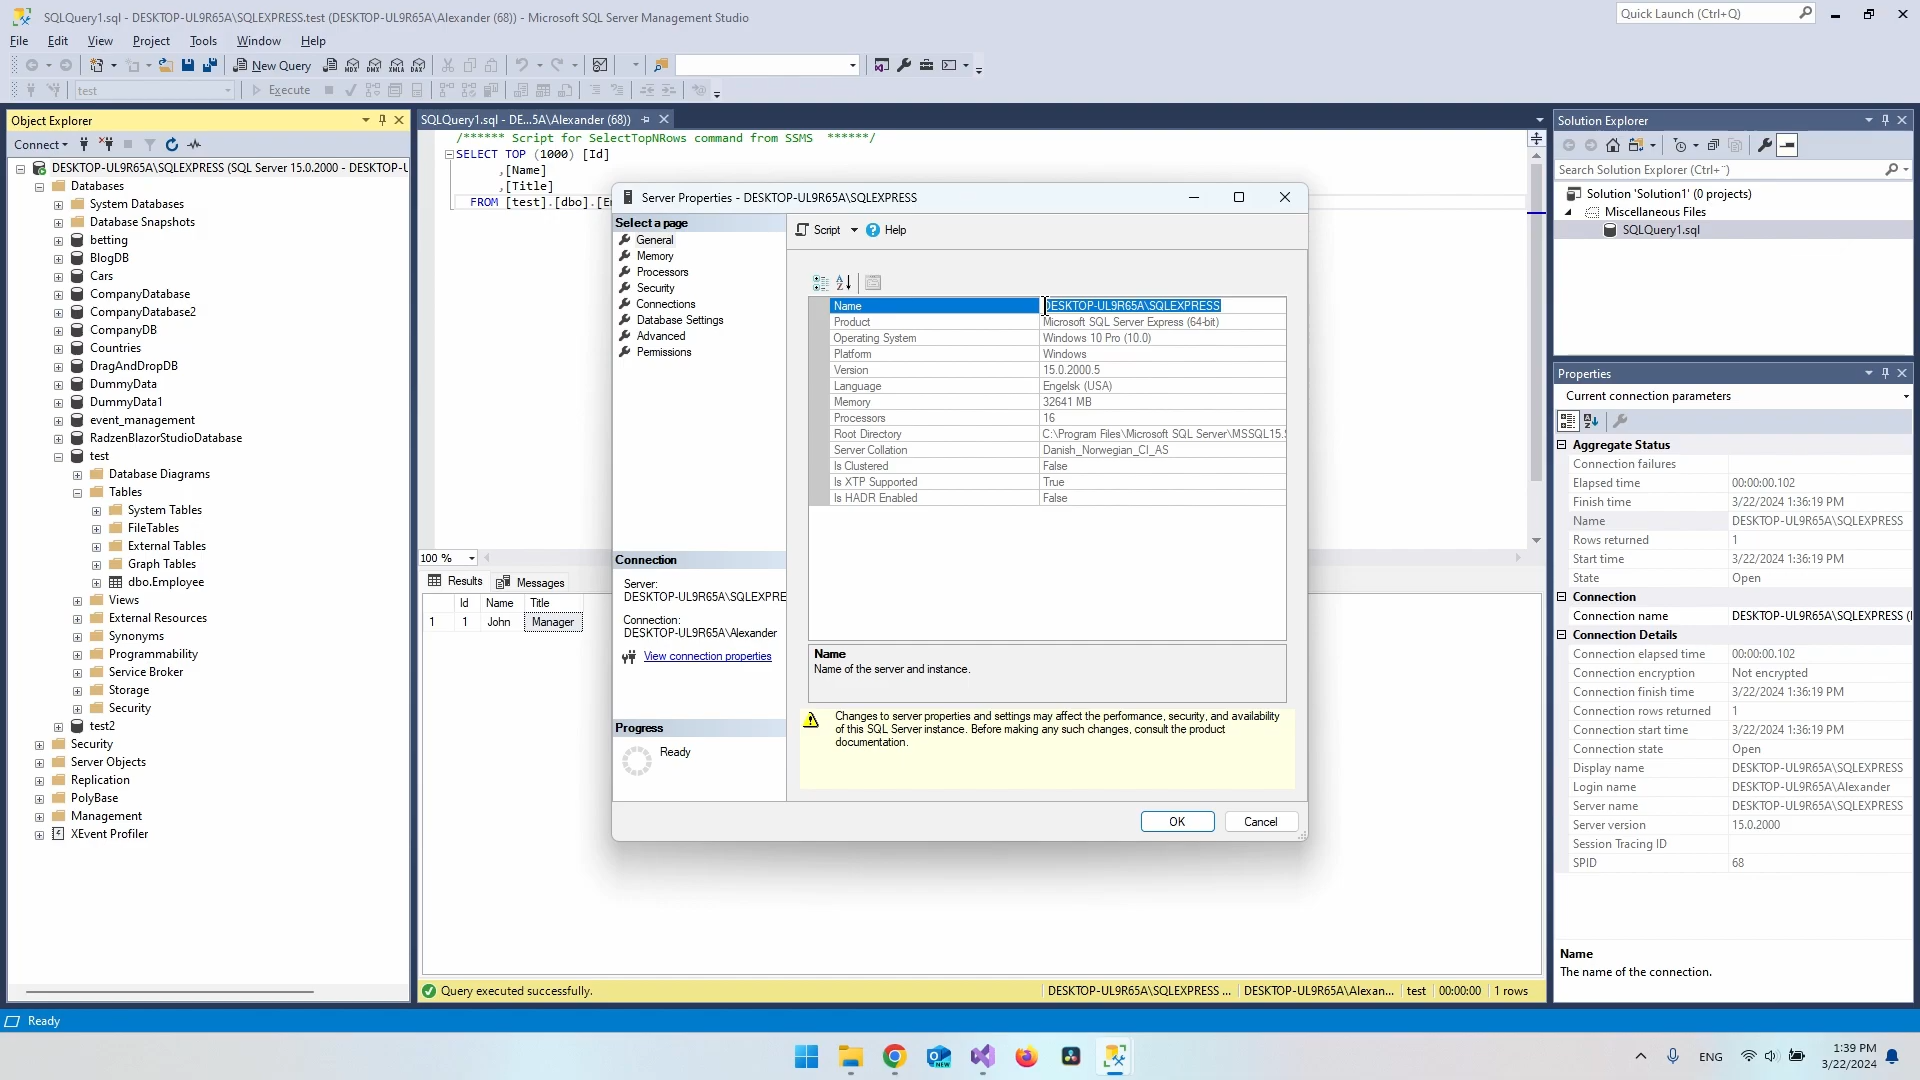 SQLQuery1.sql - DESKTOP-UL9R65A\SQLEXPRESS.test (DESKTOP-UL9R65A\Alexander (68)) - Microsoft SQL Server Management Studio
Quick Launch (Ctrl+Q)
File Edit View Project Tools Window Help
New Query
MDX DMX XMLA DAX
test
Execute
Object Explorer
Connect
DESKTOP-UL9R65A\SQLEXPRESS (SQL Server 15.0.2000 - DESKTOP-U
Databases
System Databases
Database Snapshots
betting
BlogDB
Cars
CompanyDatabase
CompanyDatabase2
CompanyDB
Countries
DragAndDropDB
DummyData
DummyData1
event_management
RadzenBlazorStudioDatabase
test
Database Diagrams
Tables
System Tables
FileTables
External Tables
Graph Tables
dbo.Employee
Views
External Resources
Synonyms
Programmability
Service Broker
Storage
Security
test2
Security
Server Objects
Replication
PolyBase
Management
XEvent Profiler
SQLQuery1.sql - DE...5A\Alexander (68))
/****** Script for SelectTopNRows command from SSMS  ******/
SELECT TOP (1000) [Id]
,[Name]
,[Title]
FROM [test].[dbo].[E
100 %
Results Messages
Id Name Title
1 1 John Manager
Query executed successfully.
DESKTOP-UL9R65A\SQLEXPRESS ... DESKTOP-UL9R65A\Alexan... test 00:00:00 1 rows
Server Properties - DESKTOP-UL9R65A\SQLEXPRESS
Select a page
General
Memory
Processors
Security
Connections
Database Settings
Advanced
Permissions
Connection
Server:
DESKTOP-UL9R65A\SQLEXPRE
Connection:
DESKTOP-UL9R65A\Alexander
View connection properties
Progress
Ready
Script Help
Name DESKTOP-UL9R65A\SQLEXPRESS
Product Microsoft SQL Server Express (64-bit)
Operating System Windows 10 Pro (10.0)
Platform Windows
Version 15.0.2000.5
Language Engelsk (USA)
Memory 32641 MB
Processors 16
Root Directory C:\Program Files\Microsoft SQL Server\MSSQL15.
Server Collation Danish_Norwegian_CI_AS
Is Clustered False
Is XTP Supported True
Is HADR Enabled False
Name
Name of the server and instance.
Changes to server properties and settings may affect the performance, security, and availability
of this SQL Server instance. Before making any such changes, consult the product
documentation.
OK Cancel
Solution Explorer
Search Solution Explorer (Ctrl+¨)
Solution 'Solution1' (0 projects)
Miscellaneous Files
SQLQuery1.sql
Properties
Current connection parameters
Aggregate Status
Connection failures
Elapsed time 00:00:00.102
Finish time 3/22/2024 1:36:19 PM
Name DESKTOP-UL9R65A\SQLEXPRESS
Rows returned 1
Start time 3/22/2024 1:36:19 PM
State Open
Connection
Connection name DESKTOP-UL9R65A\SQLEXPRESS (
Connection Details
Connection elapsed time 00:00:00.102
Connection encryption Not encrypted
Connection finish time 3/22/2024 1:36:19 PM
Connection rows returned 1
Connection start time 3/22/2024 1:36:19 PM
Connection state Open
Display name DESKTOP-UL9R65A\SQLEXPRESS
Login name DESKTOP-UL9R65A\Alexander
Server name DESKTOP-UL9R65A\SQLEXPRESS
Server version 15.0.2000
Session Tracing ID
SPID 68
Name
The name of the connection.
Ready
ENG
1:39 PM
3/22/2024